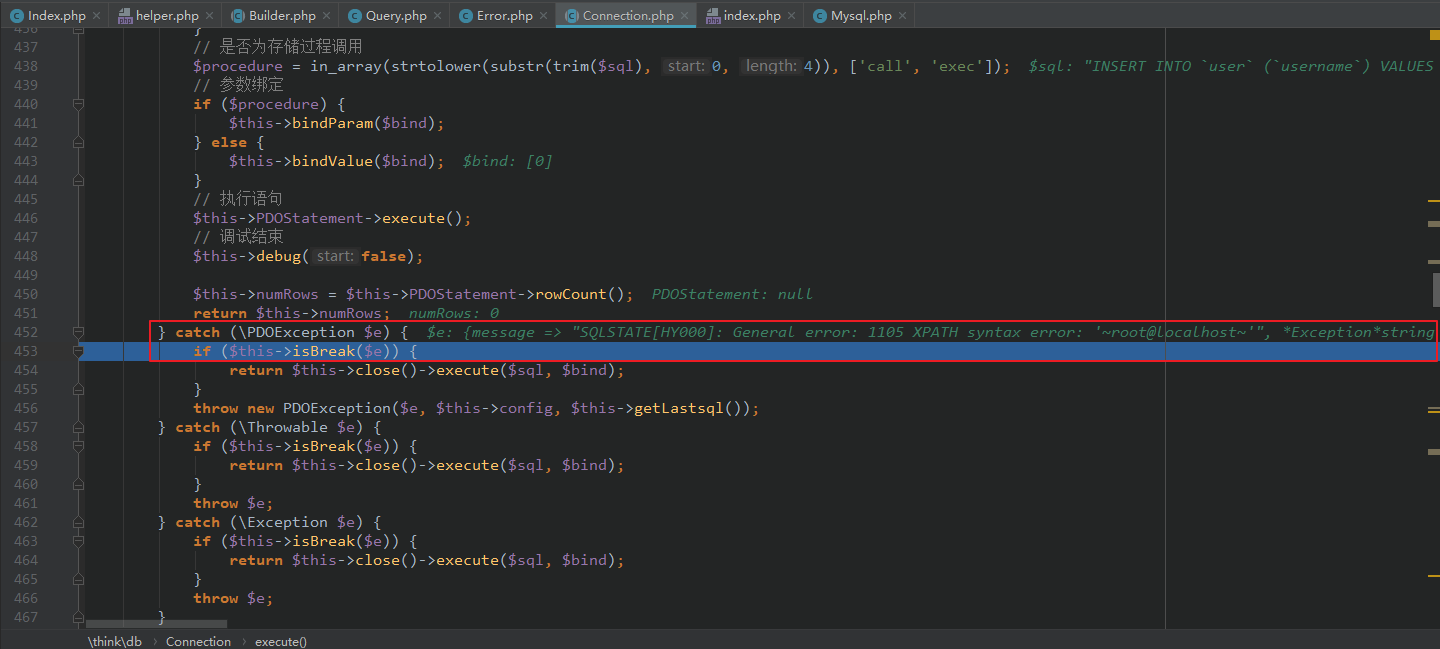 Index.php helper.php Builder.php Query.php Error.php Connection.php index.php Mysql.php
436 }
437 // 是否为存储过程调用
438 $procedure = in_array(strtolower(substr(trim($sql), start: 0, length: 4)), ['call', 'exec']); $sql: "INSERT INTO `user` (`username`) VALUES
439 // 参数绑定
440 if ($procedure) {
441 $this->bindParam($bind);
442 } else {
443 $this->bindValue($bind); $bind: [0]
444 }
445 // 执行语句
446 $this->PDOStatement->execute();
447 // 调试结束
448 $this->debug( start: false);
449
450 $this->numRows = $this->PDOStatement->rowCount(); PDOStatement: null
451 return $this->numRows; numRows: 0
452 } catch (\PDOException $e) { $e: {message => "SQLSTATE[HY000]: General error: 1105 XPATH syntax error: '~root@localhost~'", *Exception*string
453 if ($this->isBreak($e)) {
454 return $this->close()->execute($sql, $bind);
455 }
456 throw new PDOException($e, $this->config, $this->getLastsql());
457 } catch (\Throwable $e) {
458 if ($this->isBreak($e)) {
459 return $this->close()->execute($sql, $bind);
460 }
461 throw $e;
462 } catch (\Exception $e) {
463 if ($this->isBreak($e)) {
464 return $this->close()->execute($sql, $bind);
465 }
466 throw $e;
467 }
\think\db › Connection › execute()